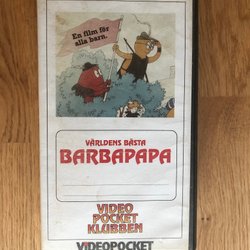 En film för
alla barn.
VÄRLDENS BÄSTA
BARBAPAPA
VIDEO
POCKET
KLUBBEN
VIDEOPOCKET